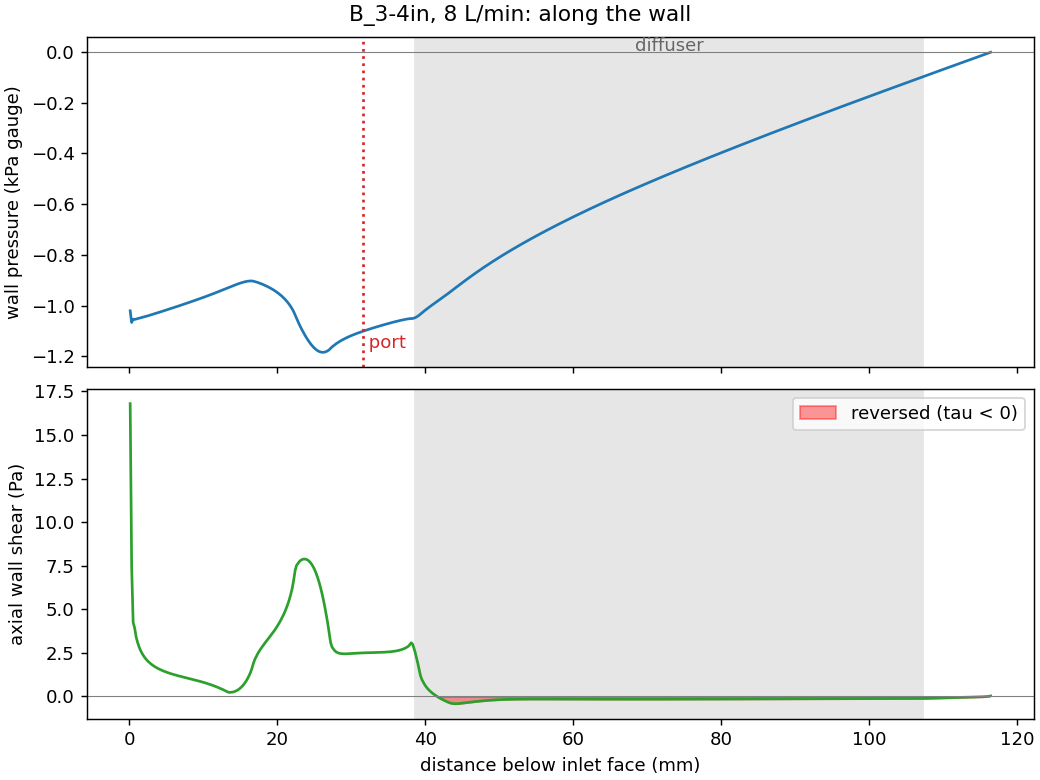 B_3-4in, 8 L/min: along the wall
diffuser
0.0
−0.2
−0.4
−0.6
−0.8
−1.0
−1.2
wall pressure (kPa gauge)
port
17.5
15.0
12.5
10.0
7.5
5.0
2.5
0.0
axial wall shear (Pa)
reversed (tau < 0)
0 20 40 60 80 100 120
distance below inlet face (mm)